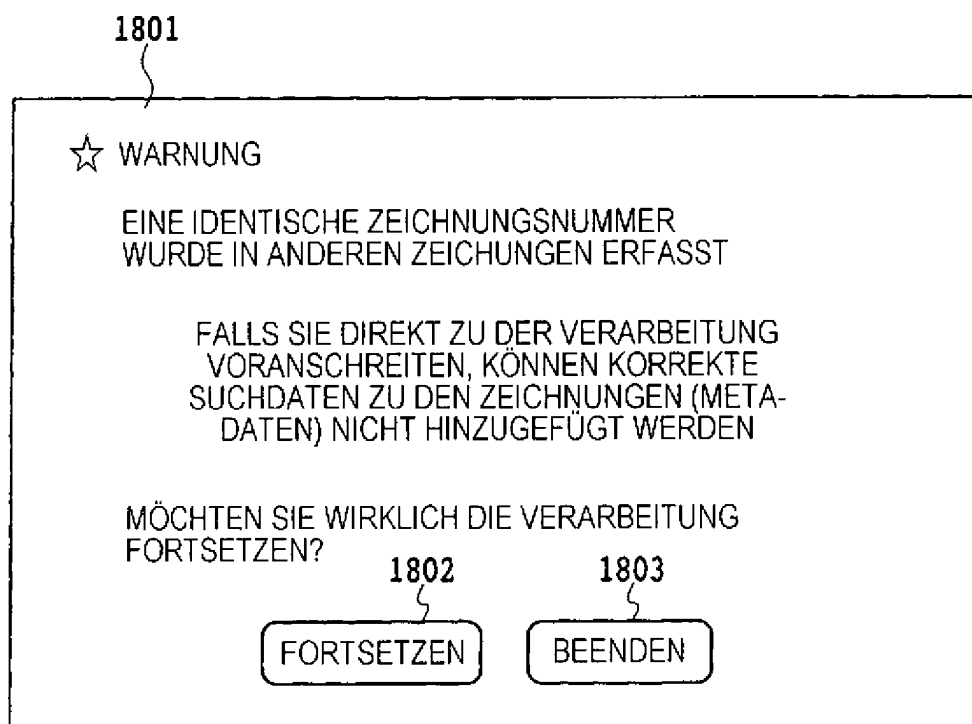 1801
☆ WARNUNG
EINE IDENTISCHE ZEICHNUNGSNUMMER
WURDE IN ANDEREN ZEICHUNGEN ERFASST
FALLS SIE DIREKT ZU DER VERARBEITUNG
VORANSCHREITEN, KÖNNEN KORREKTE
SUCHDATEN ZU DEN ZEICHNUNGEN (META-
DATEN) NICHT HINZUGEFÜGT WERDEN
MÖCHTEN SIE WIRKLICH DIE VERARBEITUNG
FORTSETZEN?
1802 1803
FORTSETZEN BEENDEN